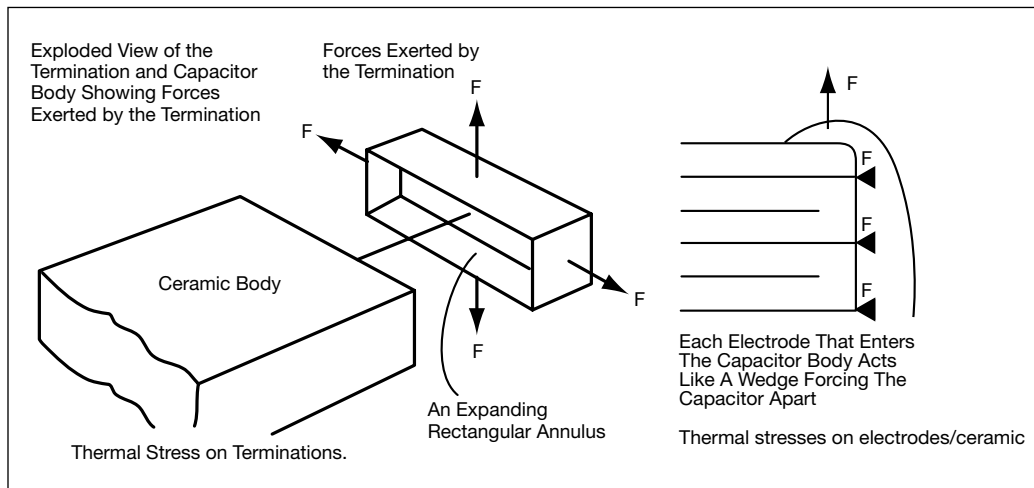 Exploded View of the
Termination and Capacitor
Body Showing Forces
Exerted by the Termination
Forces Exerted by
the Termination
F
F
F
F
Ceramic Body
An Expanding
Rectangular Annulus
Thermal Stress on Terminations.
F
F
F
F
Each Electrode That Enters
The Capacitor Body Acts
Like A Wedge Forcing The
Capacitor Apart
Thermal stresses on electrodes/ceramic